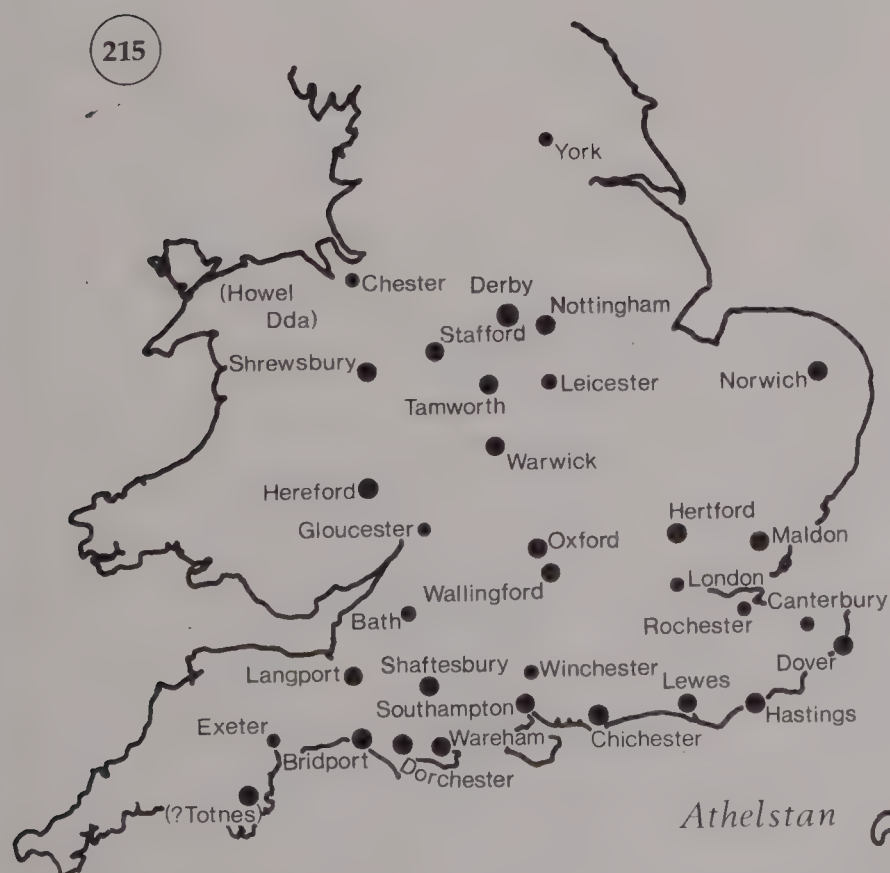 215
York
(Howel
Dda)
Chester
Derby
Nottingham
Stafford
Shrewsbury
Tamworth
Leicester
Norwich
Warwick
Hereford
Gloucester
Oxford
Hertford
Maldon
Wallingford
London
Canterbury
Bath
Rochester
Dover
Langport
Shaftesbury
Winchester
Lewes
Southampton
Hastings
Exeter
Bridport
Wareham
Chichester
Dorchester
(?Totnes)
Athelstan